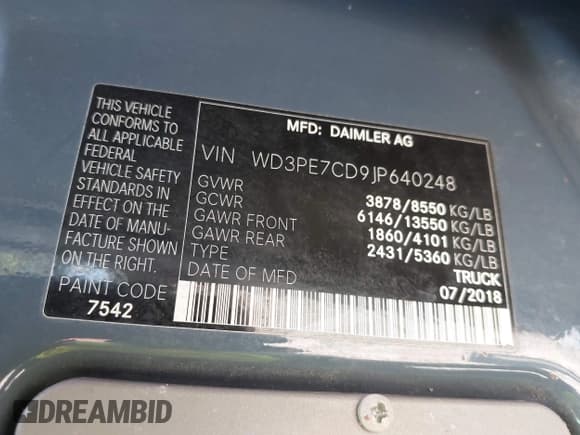 MFD: DAIMLER AG
THIS VEHICLE
CONFORMS TO
ALL APPLICABLE
FEDERAL
VEHICLE SAFETY
STANDARDS IN
EFFECT ON THE
DATE OF MANU-
FACTURE SHOWN
ON THE RIGHT.
PAINT CODE
7542
VIN WD3PE7CD9JP640248
GVWR 3878/8550 KG/LB
GCWR 6146/13550 KG/LB
GAWR FRONT 1860/4101 KG/LB
GAWR REAR 2431/5360 KG/LB
TYPE TRUCK
DATE OF MFD 07/2018
DREAMBID